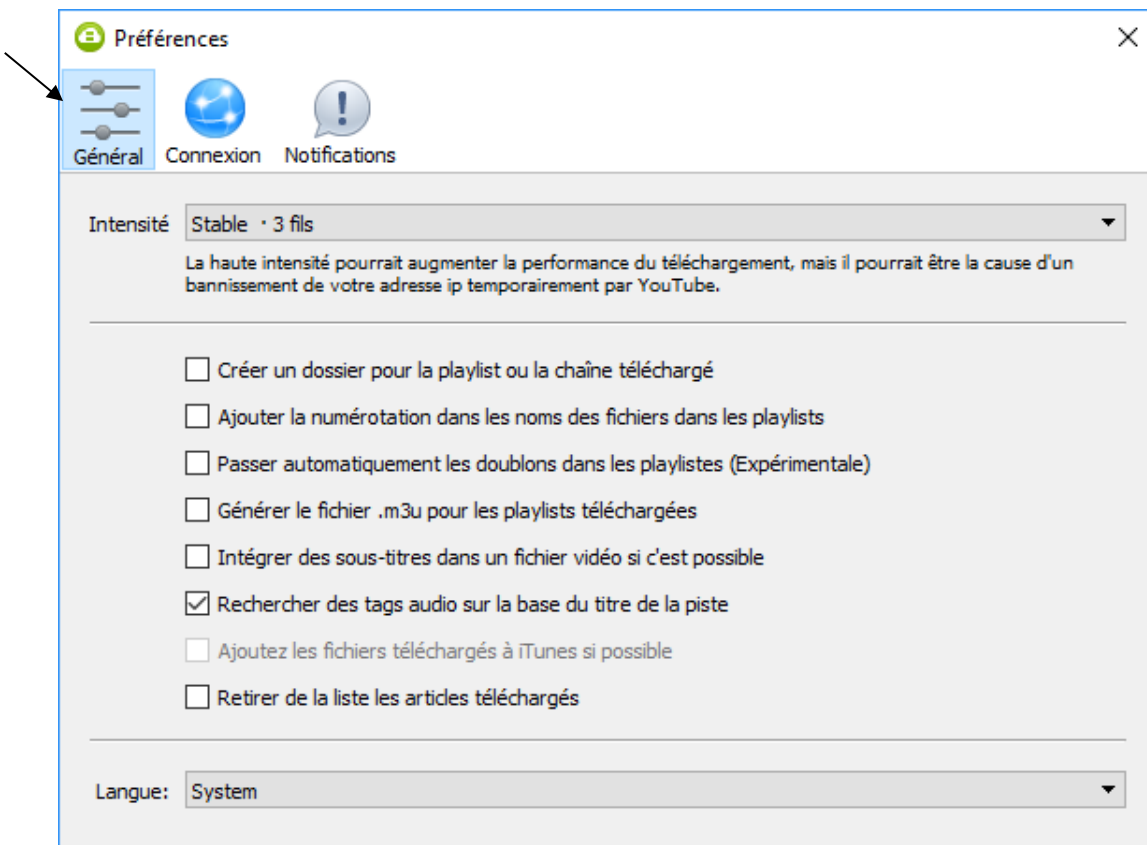 Préférences
Général
Connexion
Notifications
Intensité
Stable · 3 fils
La haute intensité pourrait augmenter la performance du téléchargement, mais il pourrait être la cause d'un
bannissement de votre adresse ip temporairement par YouTube.
Créer un dossier pour la playlist ou la chaîne téléchargé
Ajouter la numérotation dans les noms des fichiers dans les playlists
Passer automatiquement les doublons dans les playlistes (Expérimentale)
Générer le fichier .m3u pour les playlists téléchargées
Intégrer des sous-titres dans un fichier vidéo si c'est possible
Rechercher des tags audio sur la base du titre de la piste
Ajoutez les fichiers téléchargés à iTunes si possible
Retirer de la liste les articles téléchargés
Langue:
System